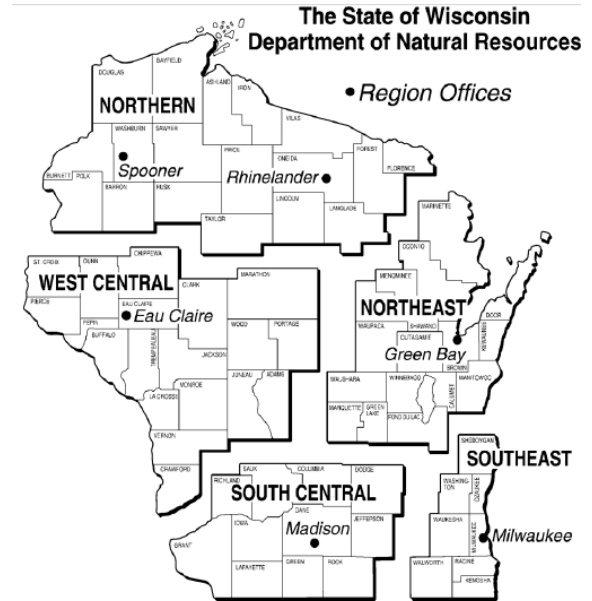 The State of Wisconsin
Department of Natural Resources
Region Offices
BAYFIELD
DOUGLAS
ASHLAND
IRON
NORTHERN
VILAS
WASHBURN
SAWYER
PRICE
ONEIDA
FOREST
FLORENCE
Spooner
Rhinelander
BURNETT
POLK
BARRON
RUSK
LINCOLN
LANGLADE
TAYLOR
MARINETTE
OCONTO
MENOMINEE
CHIPPEWA
ST. CROIX
DUNN
WEST CENTRAL
CLARK
MARATHON
PIERCE
EAU CLAIRE
Eau Claire
PEPIN
BUFFALO
TREMPEALEAU
WOOD
PORTAGE
JACKSON
JUNEAU
ADAMS
MONROE
LA CROSSE
VERNON
CRAWFORD
NORTHEAST
DOOR
WAUPACA
SHAWANO
OUTAGAMIE
KEWAUNEE
Green Bay
BROWN
WAUSHARA
WINNEBAGO
CALUMET
MANITOWOC
MARQUETTE
GREEN
LAKE
FOND DU LAC
SHEBOYGAN
SOUTHEAST
WASHING-
TON
OZAUKEE
WAUKESHA
MILWAUKEE
Milwaukee
WALWORTH
RACINE
KENOSHA
SAUK
COLUMBIA
DODGE
RICHLAND
SOUTH CENTRAL
DANE
IOWA
Madison
JEFFERSON
GRANT
LAFAYETTE
GREEN
ROCK